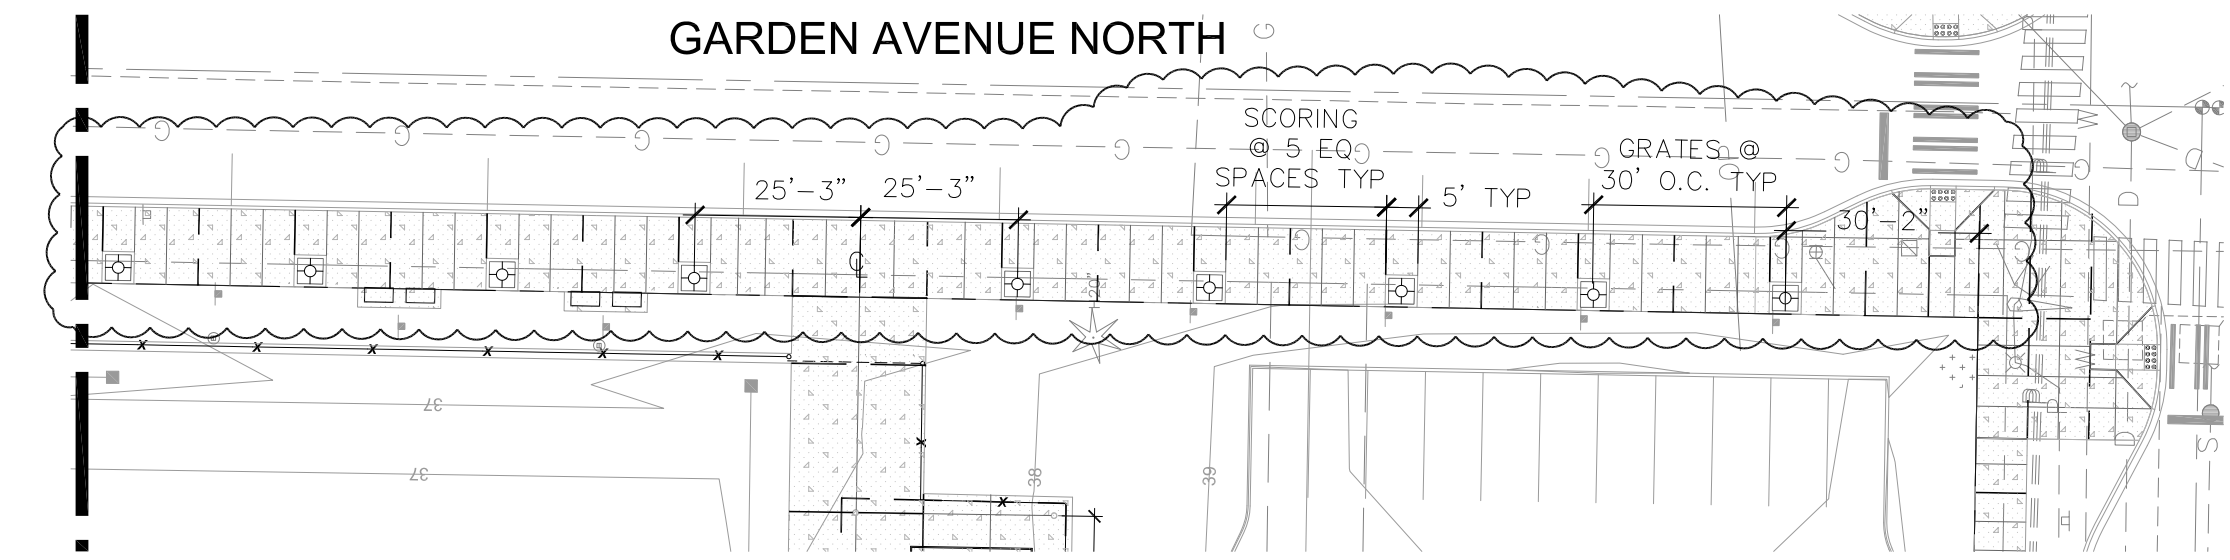 GARDEN AVENUE NORTH
SCORING
@ 5 EQ
SPACES TYP
GRATES @
30' O.C. TYP
25'-3"
25'-3"
5' TYP
30'-2"
G G G G G G G G G
℄
20"
37
37
38
39
x x x x x x
x
x
D
D
D
S